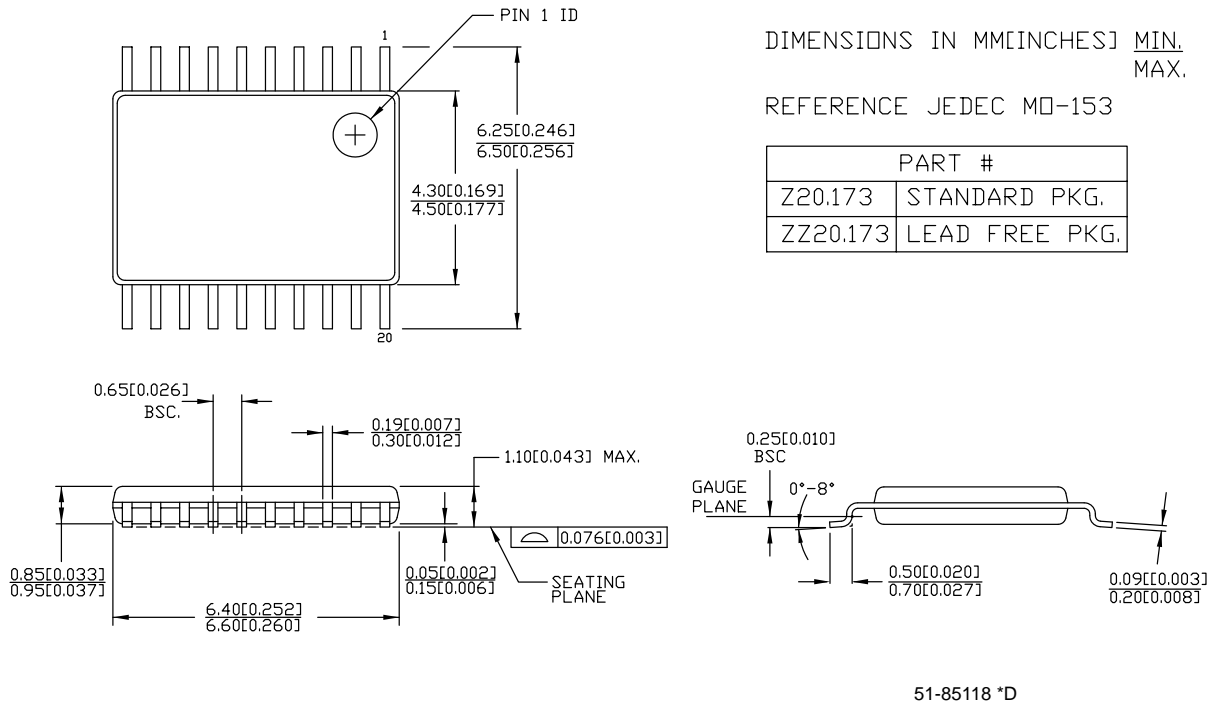 PIN 1 ID
1
6.25[0.246]
6.50[0.256]
4.30[0.169]
4.50[0.177]
20
DIMENSIONS IN MM[INCHES] MIN.
MAX.
REFERENCE JEDEC MO-153
PART #
Z20.173 STANDARD PKG.
ZZ20.173 LEAD FREE PKG.
0.65[0.026]
BSC.
0.19[0.007]
0.30[0.012]
1.10[0.043] MAX.
0.076[0.003]
0.85[0.033]
0.95[0.037]
0.05[0.002]
0.15[0.006]
SEATING
PLANE
6.40[0.252]
6.60[0.260]
0.25[0.010]
BSC
GAUGE
PLANE
0°-8°
0.50[0.020]
0.70[0.027]
0.09[[0.003]
0.20[0.008]
51-85118 *D